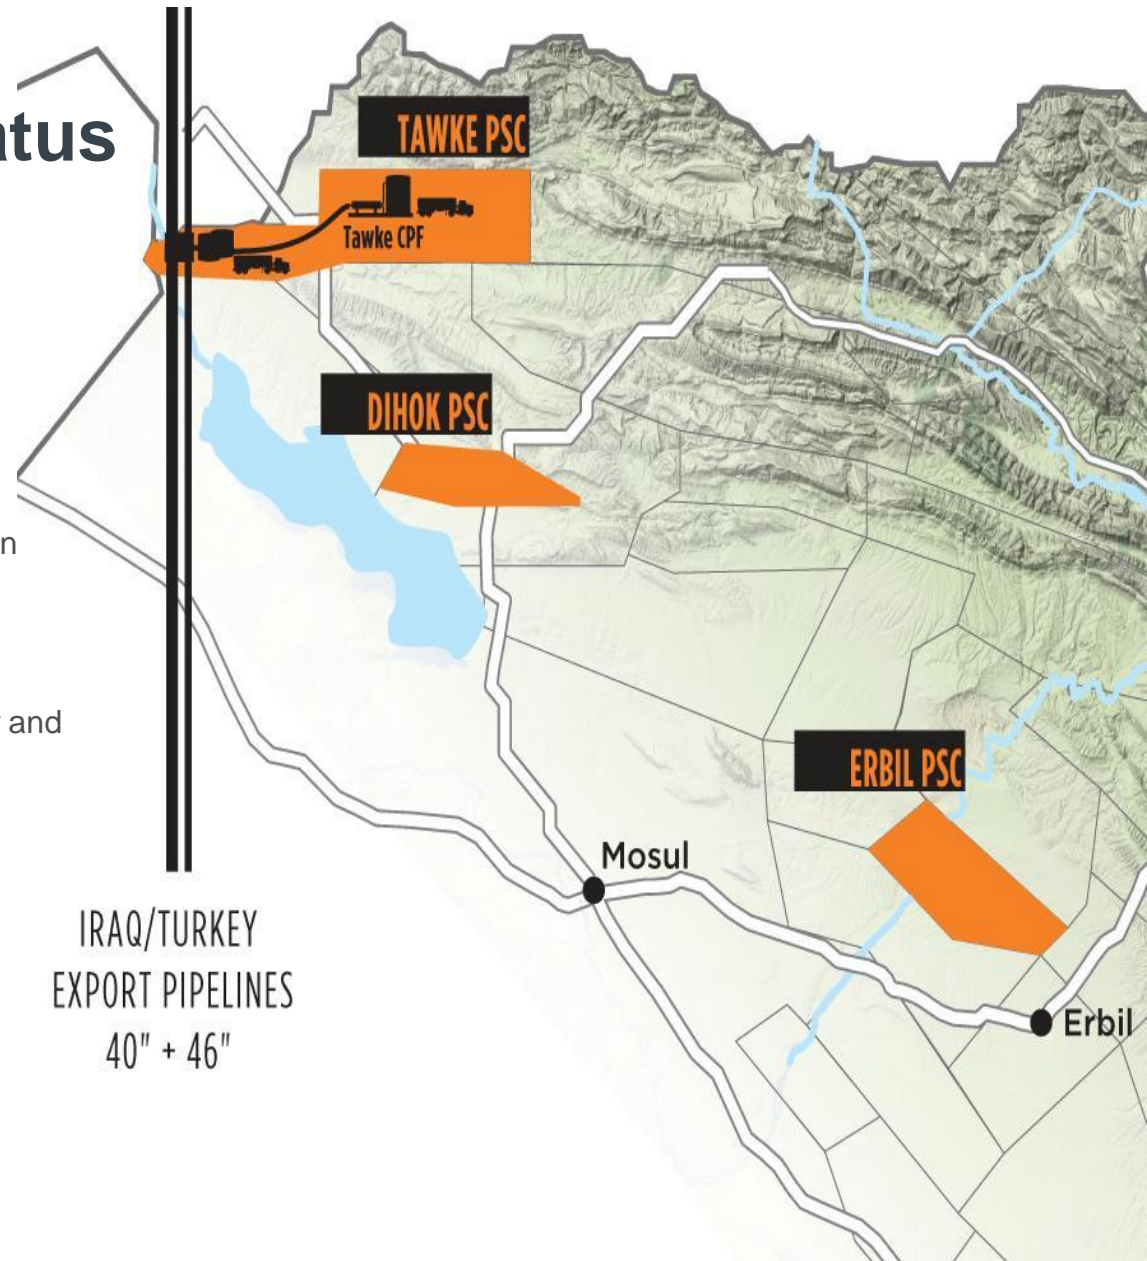 atus
TAWKE PSC
Tawke CPF
DIHOK PSC
n
and
ERBIL PSC
Mosul
IRAQ/TURKEY
EXPORT PIPELINES
40" + 46"
Erbil